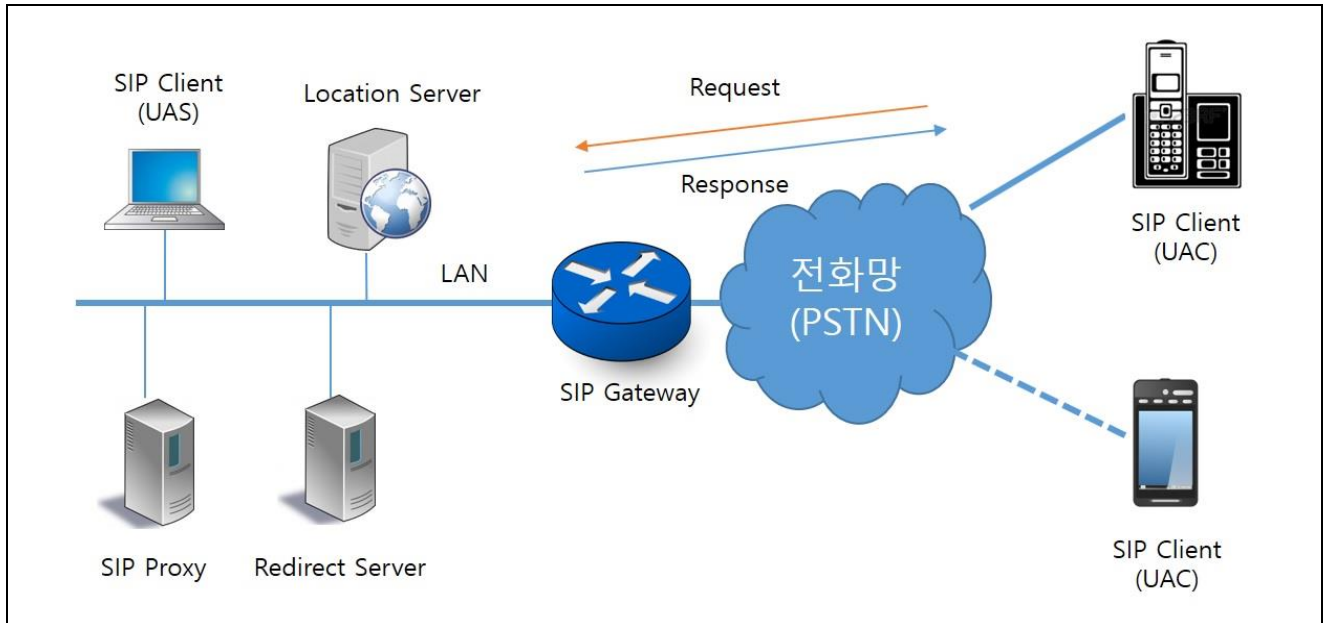 SIP Client
(UAS)
Location Server
Request
Response
SIP Client
(UAC)
LAN
전화망
(PSTN)
SIP Gateway
SIP Proxy
Redirect Server
SIP Client
(UAC)